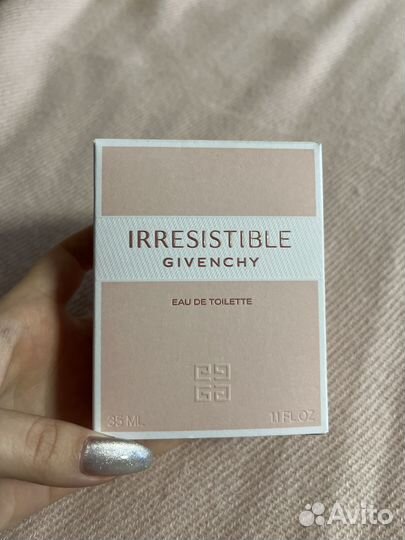 IRRESISTIBLE
GIVENCHY
EAU DE TOILETTE
35 ML 1.1 FL.OZ
Avito